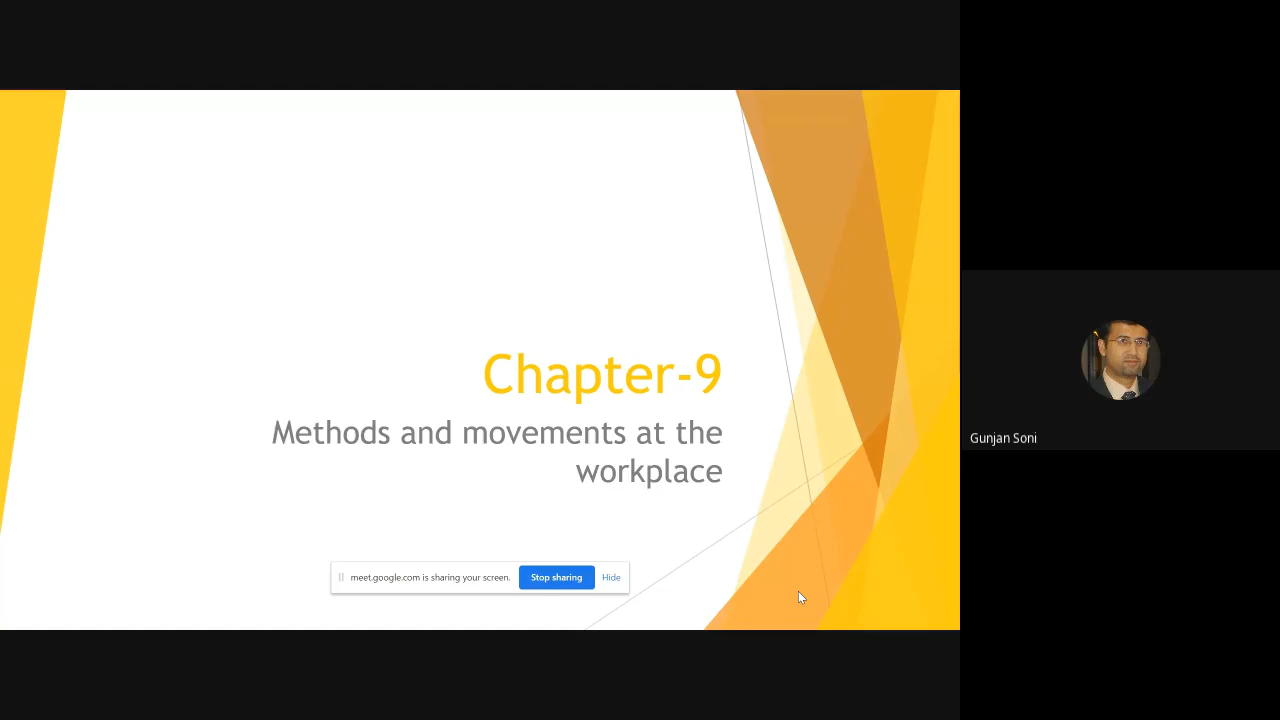 Chapter-9
Methods and movements at the
workplace
meet.google.com is sharing your screen. Stop sharing Hide
Gunjan Soni